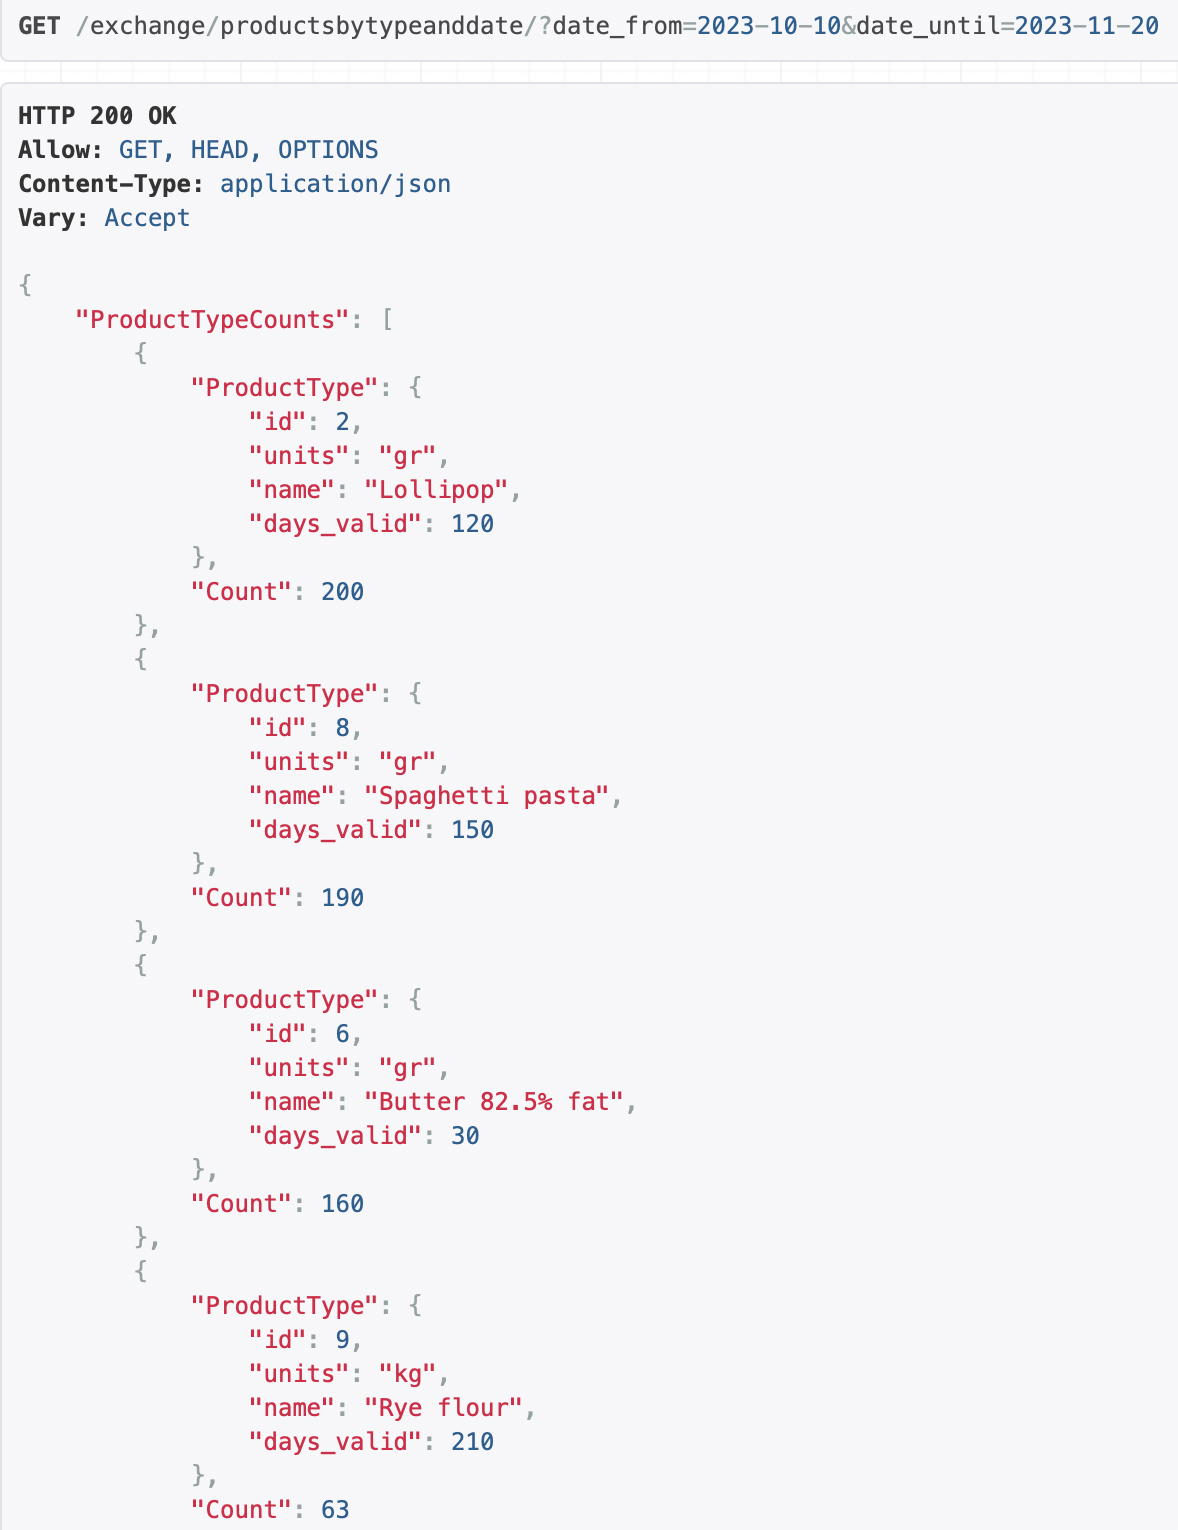 GET /exchange/productsbytypeanddate/?date_from=2023-10-10&date_until=2023-11-20
HTTP 200 OK
Allow: GET, HEAD, OPTIONS
Content-Type: application/json
Vary: Accept
{
    "ProductTypeCounts": [
        {
            "ProductType": {
                "id": 2,
                "units": "gr",
                "name": "Lollipop",
                "days_valid": 120
            },
            "Count": 200
        },
        {
            "ProductType": {
                "id": 8,
                "units": "gr",
                "name": "Spaghetti pasta",
                "days_valid": 150
            },
            "Count": 190
        },
        {
            "ProductType": {
                "id": 6,
                "units": "gr",
                "name": "Butter 82.5% fat",
                "days_valid": 30
            },
            "Count": 160
        },
        {
            "ProductType": {
                "id": 9,
                "units": "kg",
                "name": "Rye flour",
                "days_valid": 210
            },
            "Count": 63